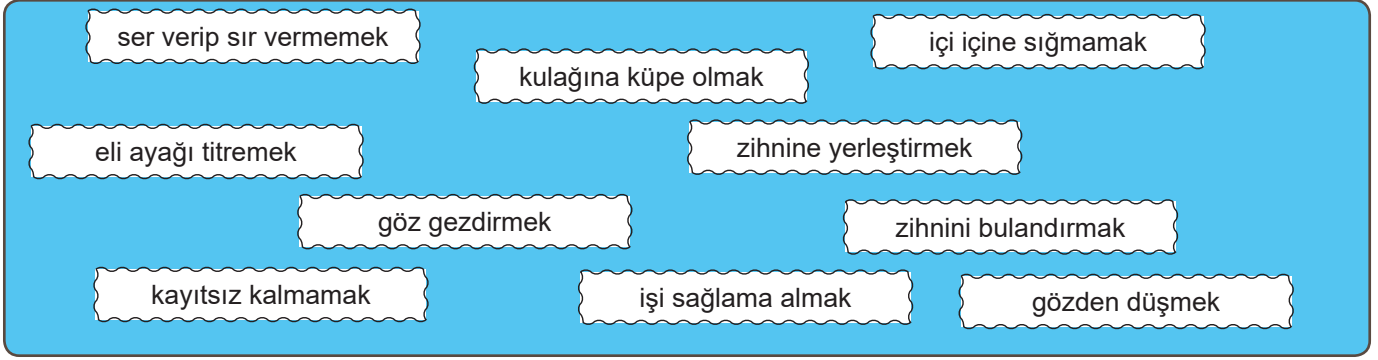 ser verip sır vermemek
içi içine sığmamak
kulağına küpe olmak
eli ayağı titremek
zihnine yerleştirmek
göz gezdirmek
zihnini bulandırmak
kayıtsız kalmamak
işi sağlama almak
gözden düşmek